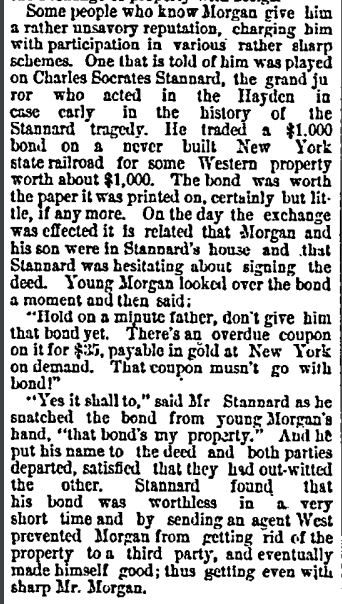 Some people who know Morgan give him
a rather unsavory reputation, charging him
with participation in various rather sharp
schemes. One that is told of him was played
on Charles Socrates Stannard, the grand ju
ror who acted in the Hayden in
case early in the history of the
Stannard tragedy. He traded a $1,000
bond on a never built New York
state railroad for some Western property
worth about $1,000. The bond was worth
the paper it was printed on, certainly but lit-
tle, if any more. On the day the exchange
was effected it is related that Morgan and
his son were in Stannard's house and that
Stannard was hesitating about signing the
deed. Young Morgan looked over the bond
a moment and then said;
"Hold on a minute father, don't give him
that bond yet. There's an overdue coupon
on it for $35, payable in gold at New York
on demand. That coupon musn't go with
bond!"
"Yes it shall to," said Mr Stannard as he
snatched the bond from young Morgan's
hand, "that bond's my property." And he
put his name to the deed and both parties
departed, satisfied that they had out-witted
the other. Stannard found that
his bond was worthless in a very
short time and by sending an agent West
prevented Morgan from getting rid of the
property to a third party, and eventually
made himself good; thus getting even with
sharp Mr. Morgan.